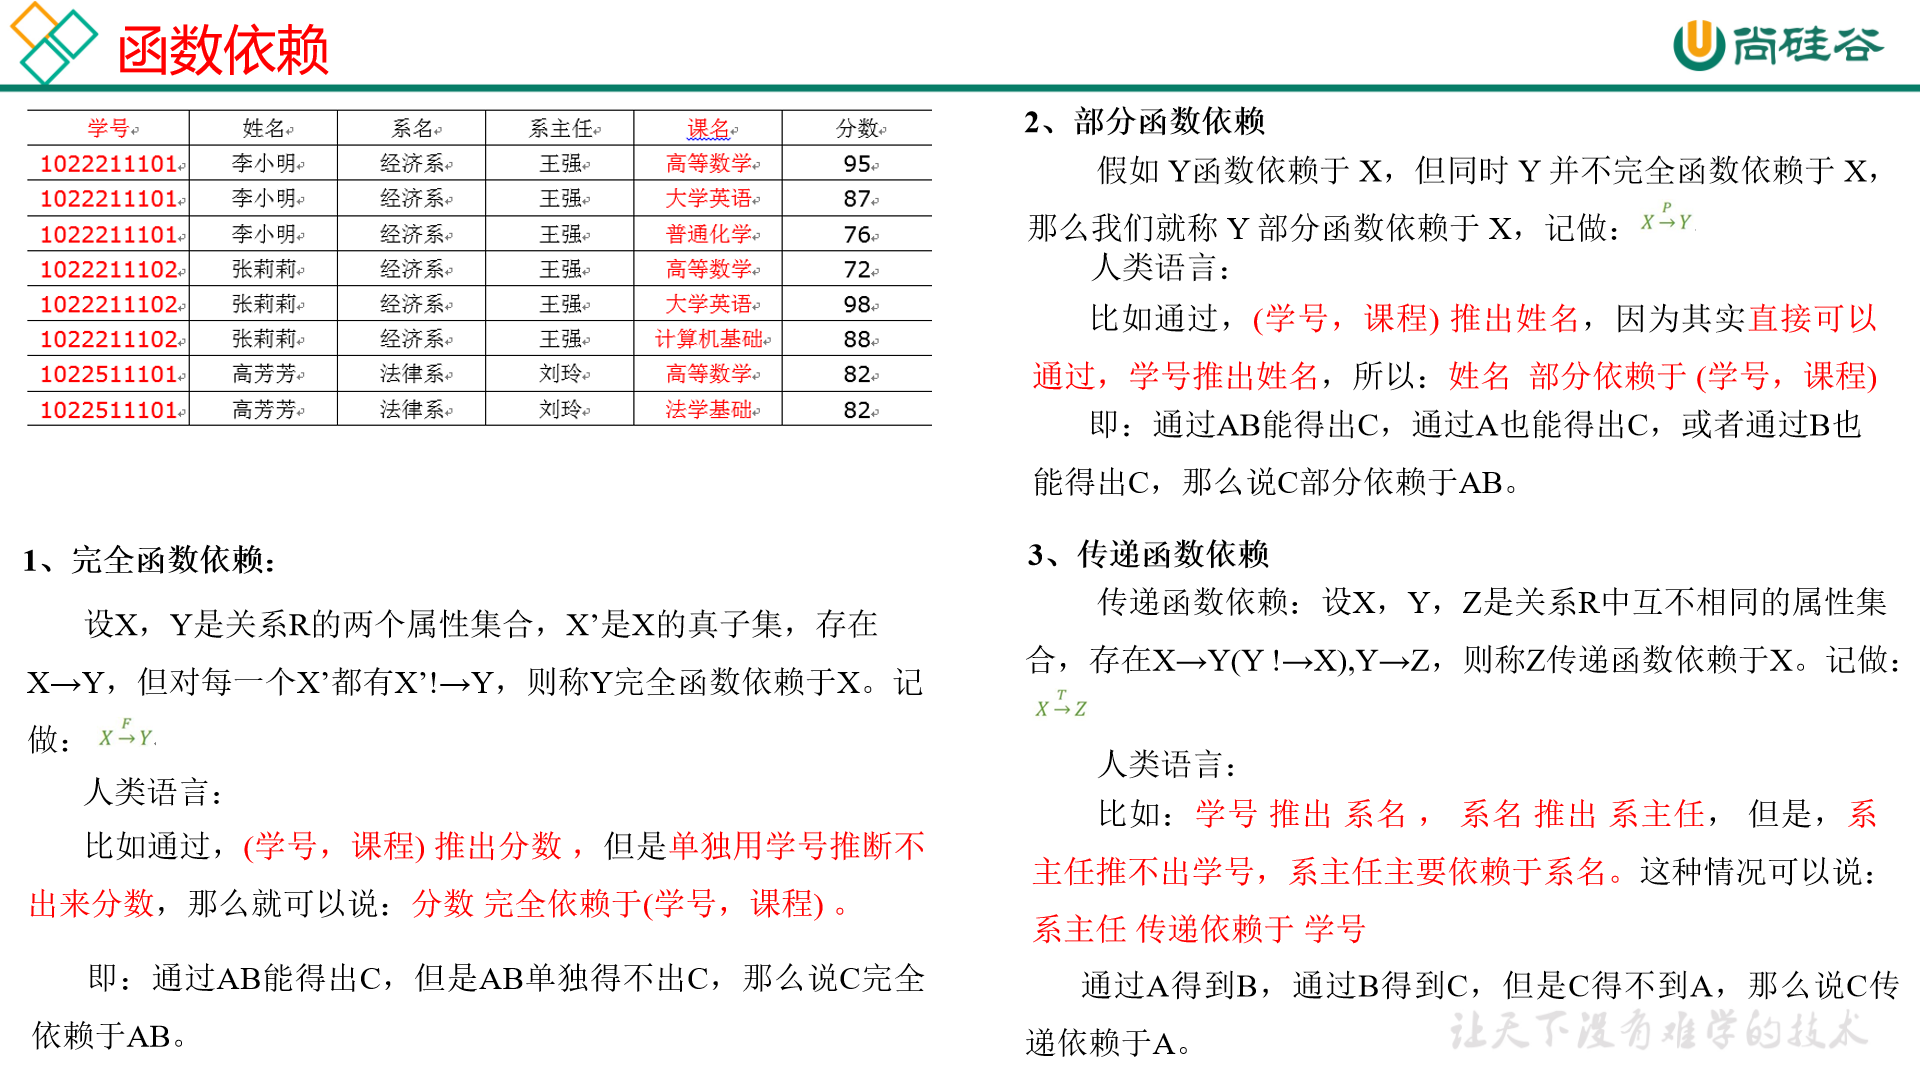 函数依赖
尚硅谷
学号 姓名 系名 系主任 课名 分数
1022211101 李小明 经济系 王强 高等数学 95
1022211101 李小明 经济系 王强 大学英语 87
1022211101 李小明 经济系 王强 普通化学 76
1022211102 张莉莉 经济系 王强 高等数学 72
1022211102 张莉莉 经济系 王强 大学英语 98
1022211102 张莉莉 经济系 王强 计算机基础 88
1022511101 高芳芳 法律系 刘玲 高等数学 82
1022511101 高芳芳 法律系 刘玲 法学基础 82
1、完全函数依赖:
设X，Y是关系R的两个属性集合，X’是X的真子集，存在
X→Y，但对每一个X’都有X’!→Y，则称Y完全函数依赖于X。记
做： X F→ Y.
人类语言：
比如通过，(学号，课程) 推出分数 ，但是单独用学号推断不
出来分数，那么就可以说：分数 完全依赖于(学号，课程) 。
即：通过AB能得出C，但是AB单独得不出C，那么说C完全
依赖于AB。
2、部分函数依赖
假如 Y函数依赖于 X，但同时 Y 并不完全函数依赖于 X，
那么我们就称 Y 部分函数依赖于 X，记做： X P→ Y
人类语言：
比如通过，(学号，课程) 推出姓名，因为其实直接可以
通过，学号推出姓名，所以：姓名 部分依赖于 (学号，课程)
即：通过AB能得出C，通过A也能得出C，或者通过B也
能得出C，那么说C部分依赖于AB。
3、传递函数依赖
传递函数依赖：设X，Y，Z是关系R中互不相同的属性集
合，存在X→Y(Y !→X),Y→Z，则称Z传递函数依赖于X。记做：
X T→ Z
人类语言：
比如：学号 推出 系名 ， 系名 推出 系主任， 但是，系
主任推不出学号，系主任主要依赖于系名。这种情况可以说：
系主任 传递依赖于 学号
通过A得到B，通过B得到C，但是C得不到A，那么说C传
递依赖于A。
让天下没有难学的技术